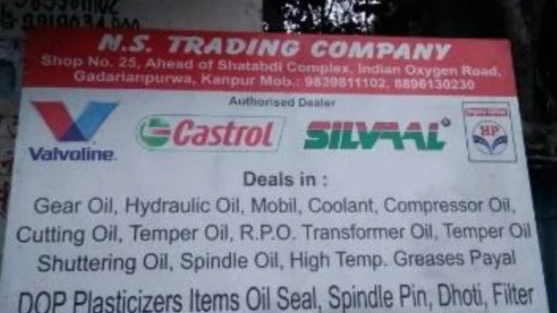 N.S. TRADING COMPANY
Shop No. 25, Ahead of Shatabdi Complex, Indian Oxygen Road,
Gadarianpurwa, Kanpur Mob.: 9839811102, 8896130230
Authorised Dealer
Valvoline Castrol SILVAAL HP
Deals in :
Gear Oil, Hydraulic Oil, Mobil, Coolant, Compressor Oil,
Cutting Oil, Temper Oil, R.P.O. Transformer Oil, Temper Oil
Shuttering Oil, Spindle Oil, High Temp. Greases Payal
DOP Plasticizers Items Oil Seal, Spindle Pin, Dhoti, Filter